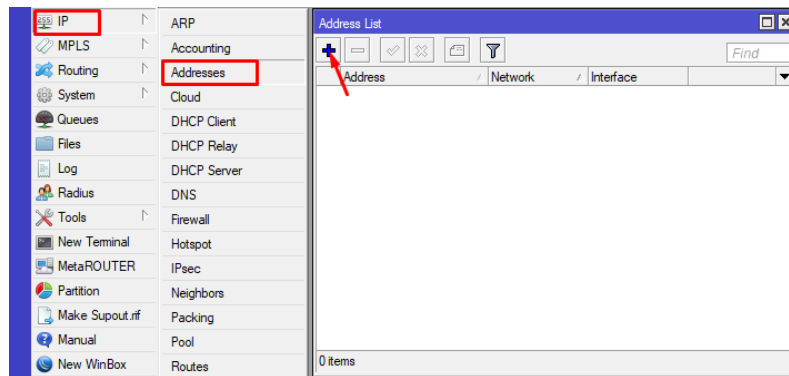 IP
MPLS
Routing
System
Queues
Files
Log
Radius
Tools
New Terminal
MetaROUTER
Partition
Make Supout.rif
Manual
New WinBox
ARP
Accounting
Addresses
Cloud
DHCP Client
DHCP Relay
DHCP Server
DNS
Firewall
Hotspot
IPsec
Neighbors
Packing
Pool
Routes
Address List
Find
Address Network Interface
0 items